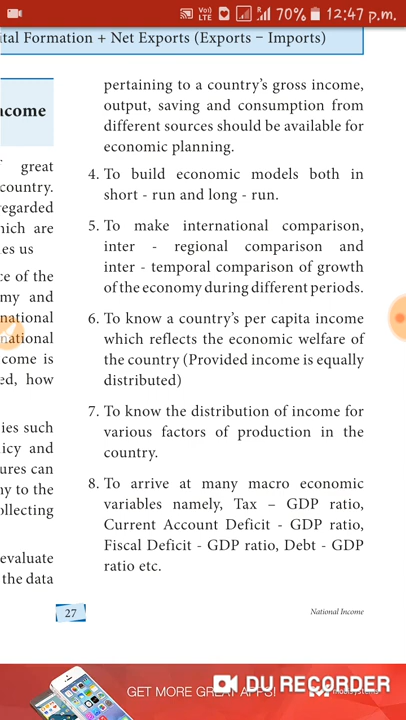 Voı) LTE R 70% 12:47 p.m.
ital Formation + Net Exports (Exports − Imports)
ncome
great
country.
regarded
hich are
les us
ce of the
my and
national
national
come is
ed, how
ies such
icy and
ures can
ny to the
ollecting
evaluate
the data
pertaining to a country's gross income,
output, saving and consumption from
different sources should be available for
economic planning.
4. To build economic models both in
short - run and long - run.
5. To make international comparison,
inter - regional comparison and
inter - temporal comparison of growth
of the economy during different periods.
6. To know a country's per capita income
which reflects the economic welfare of
the country (Provided income is equally
distributed)
7. To know the distribution of income for
various factors of production in the
country.
8. To arrive at many macro economic
variables namely, Tax – GDP ratio,
Current Account Deficit - GDP ratio,
Fiscal Deficit - GDP ratio, Debt - GDP
ratio etc.
27
National Income
DU RECORDER
GET MORE GREAT APPS!